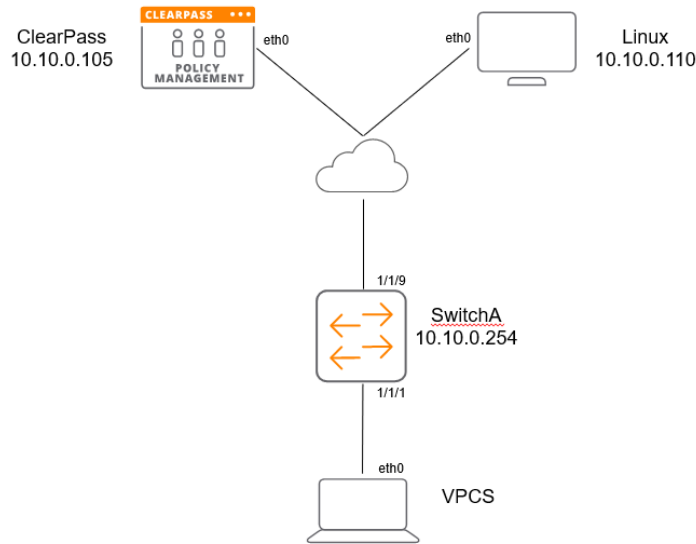 ClearPass
10.10.0.105
CLEARPASS
POLICY
MANAGEMENT
eth0
eth0
Linux
10.10.0.110
1/1/9
SwitchA
10.10.0.254
1/1/1
eth0
VPCS